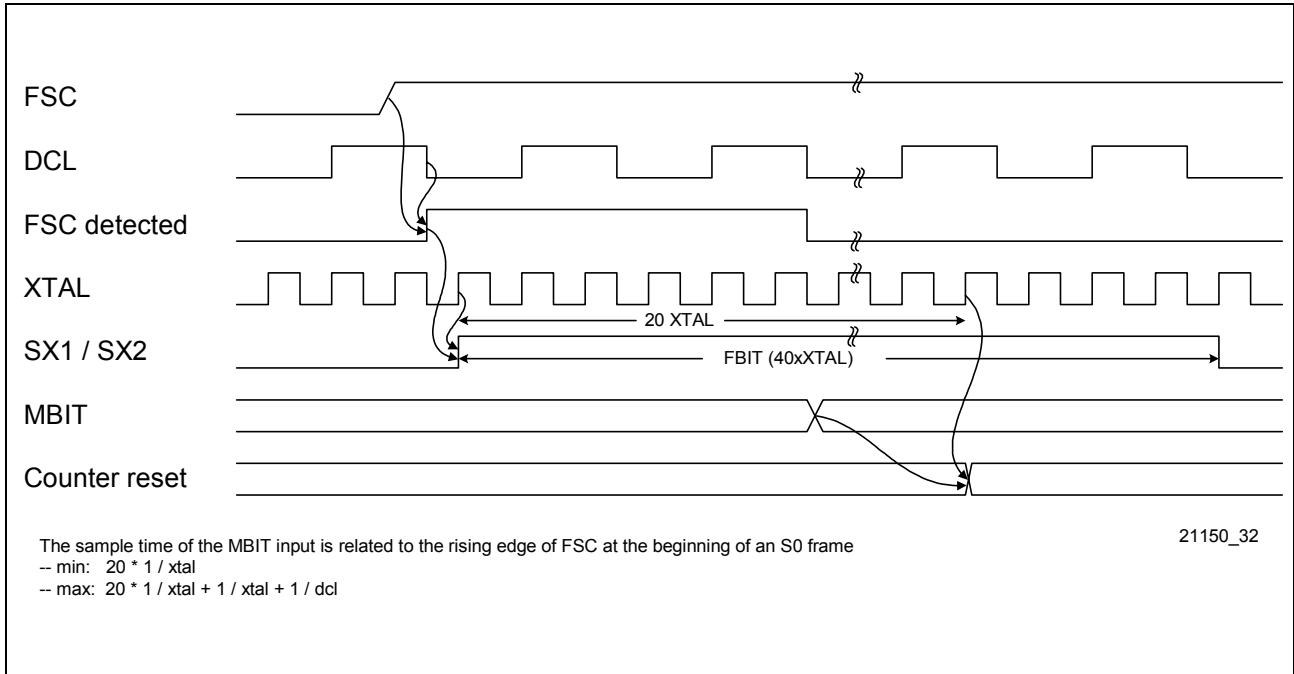 FSC
DCL
FSC detected
XTAL
20 XTAL
SX1 / SX2
FBIT (40xXTAL)
MBIT
Counter reset
21150_32
The sample time of the MBIT input is related to the rising edge of FSC at the beginning of an S0 frame
-- min: 20 * 1 / xtal
-- max: 20 * 1 / xtal + 1 / xtal + 1 / dcl